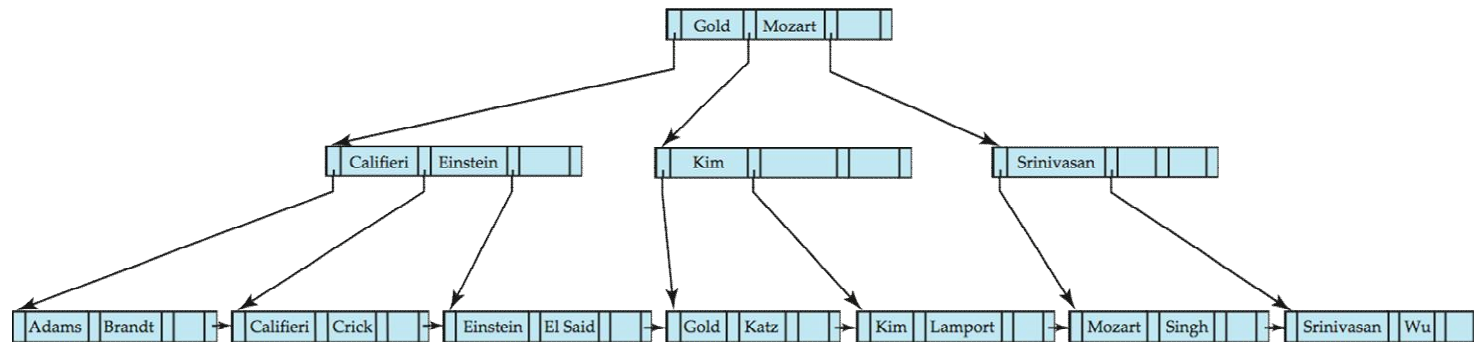 Gold Mozart
Califieri Einstein
Kim
Srinivasan
Adams Brandt
Califieri Crick
Einstein El Said
Gold Katz
Kim Lamport
Mozart Singh
Srinivasan Wu